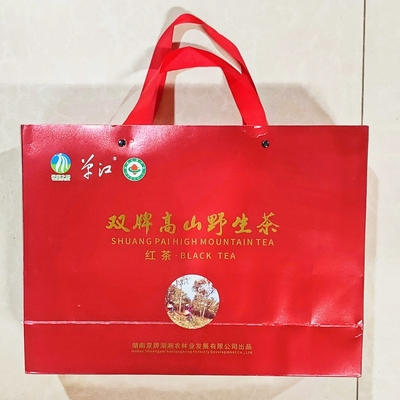 单江
双牌高山野生茶
SHUANG PAI HIGH MOUNTAIN TEA
红茶·BLACK TEA
湖南双牌潇湘农林业发展有限公司出品